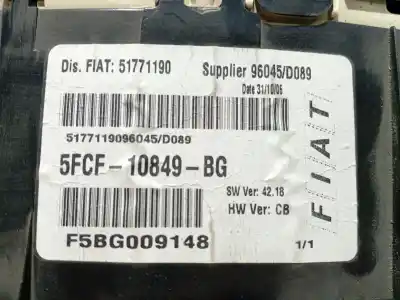 Dis. FIAT: 51771190 Supplier 96045/D089
Date 31/10/05
5177119096045/D089
5FCF-10849-BG
SW Ver: 42.18
HW Ver: CB
F5BG009148
1/1
FIAT